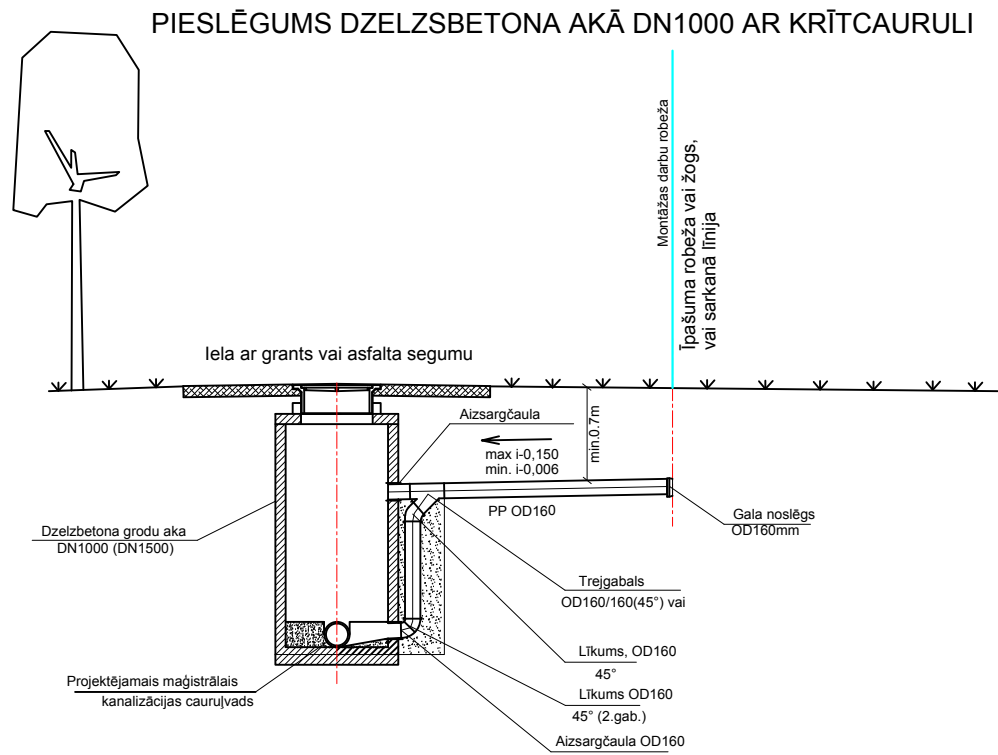 PIESLĒGUMS DZELZSBETONA AKĀ DN1000 AR KRĪTCAURULI
Montāžas darbu robeža
Īpašuma robeža vai žogs,
vai sarkanā līnija
Iela ar grants vai asfalta segumu
Aizsargčaula
max i-0,150
min. i-0,006
min.0.7m
PP OD160
Gala noslēgs
OD160mm
Dzelzbetona grodu aka
DN1000 (DN1500)
Trejgabals
OD160/160(45°) vai
Līkums, OD160
45°
Projektējamais maģistrālais
kanalizācijas cauruļvads
Līkums OD160
45° (2.gab.)
Aizsargčaula OD160